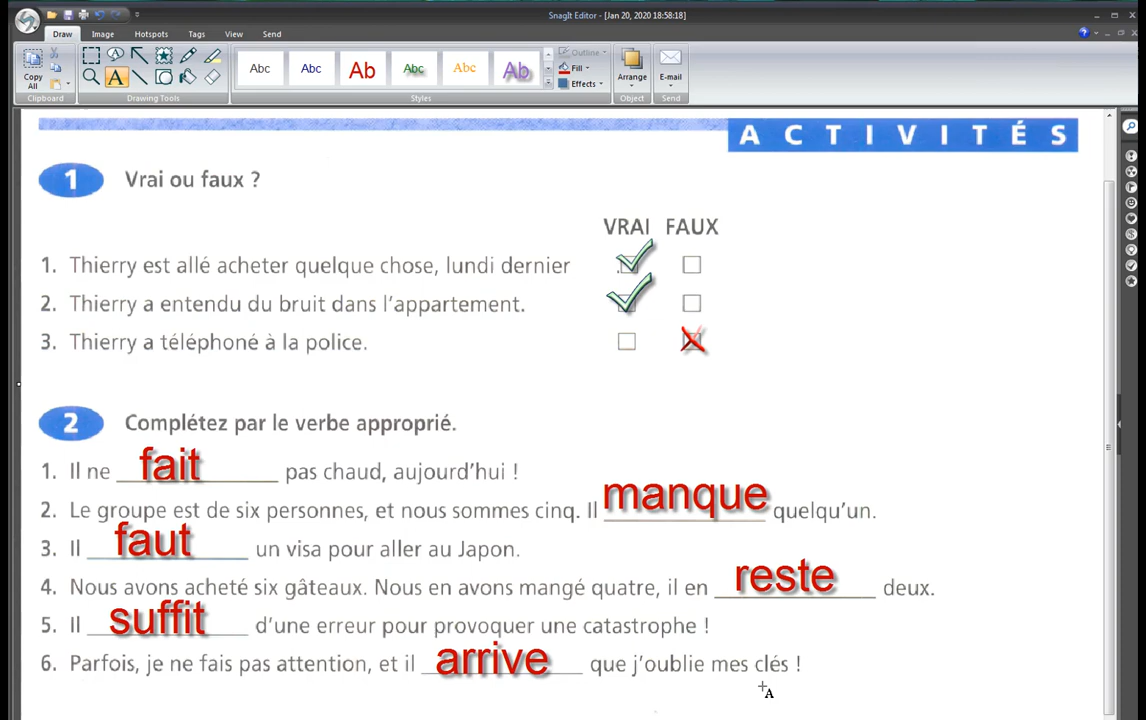 SnagIt Editor - [Jan 20, 2020 18:58:18]
Draw Image Hotspots Tags View Send
Copy All
Clipboard
Drawing Tools
Abc Abc Ab Abc Abc Ab
Styles
Outline
Fill
Effects
Arrange
Object
E-mail
Send
ACTIVITÉS
1 Vrai ou faux ?
VRAI FAUX
1. Thierry est allé acheter quelque chose, lundi dernier
2. Thierry a entendu du bruit dans l'appartement.
3. Thierry a téléphoné à la police.
2 Complétez par le verbe approprié.
1. Il ne fait pas chaud, aujourd'hui !
2. Le groupe est de six personnes, et nous sommes cinq. Il manque quelqu'un.
3. Il faut un visa pour aller au Japon.
4. Nous avons acheté six gâteaux. Nous en avons mangé quatre, il en reste deux.
5. Il suffit d'une erreur pour provoquer une catastrophe !
6. Parfois, je ne fais pas attention, et il arrive que j'oublie mes clés !